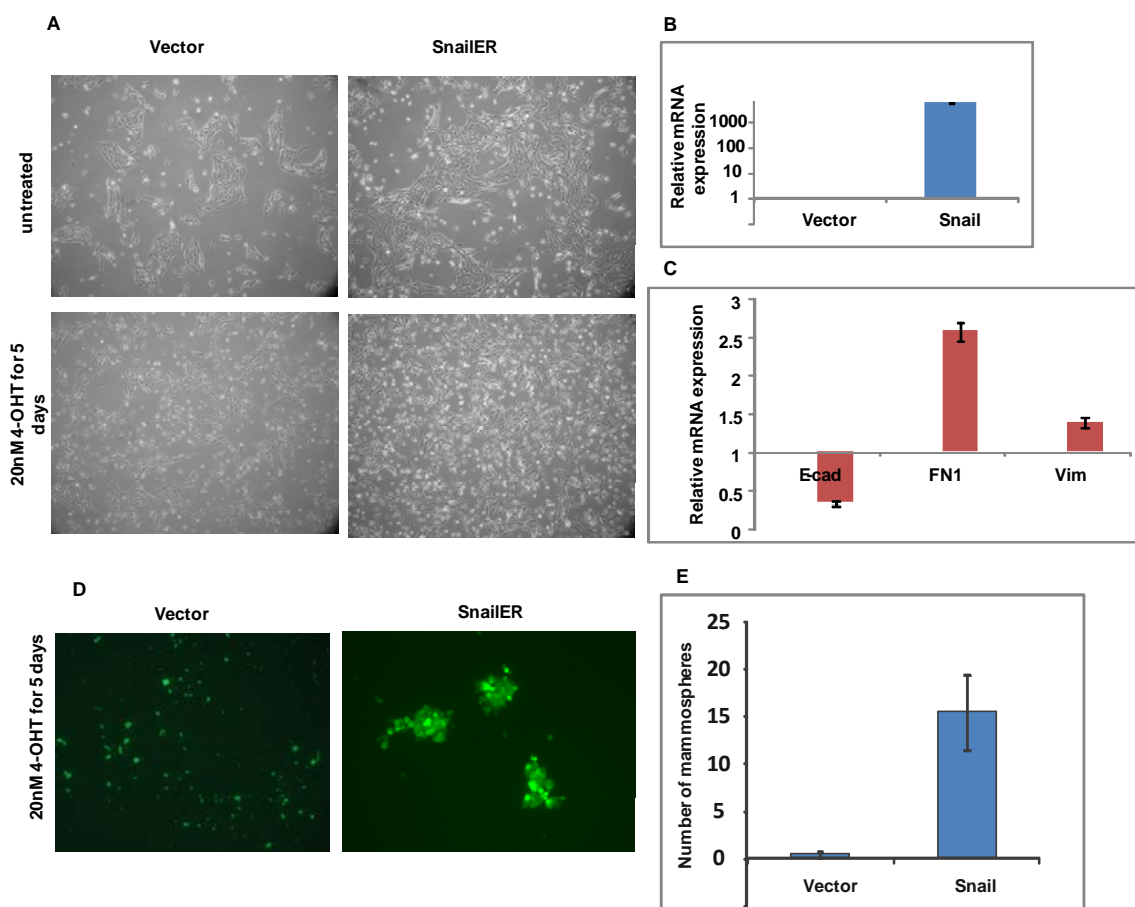 A
Vector
SnailER
untreated
20nM 4-OHT for 5
days
B
Relative mRNA
expression
1000
100
10
1
Vector
Snail
C
Relative mRNA expression
3
2.5
2
1.5
1
0.5
0
E-cad
FN1
Vim
D
Vector
SnailER
20nM 4-OHT for 5 days
E
Number of mammospheres
25
20
15
10
5
0
Vector
Snail